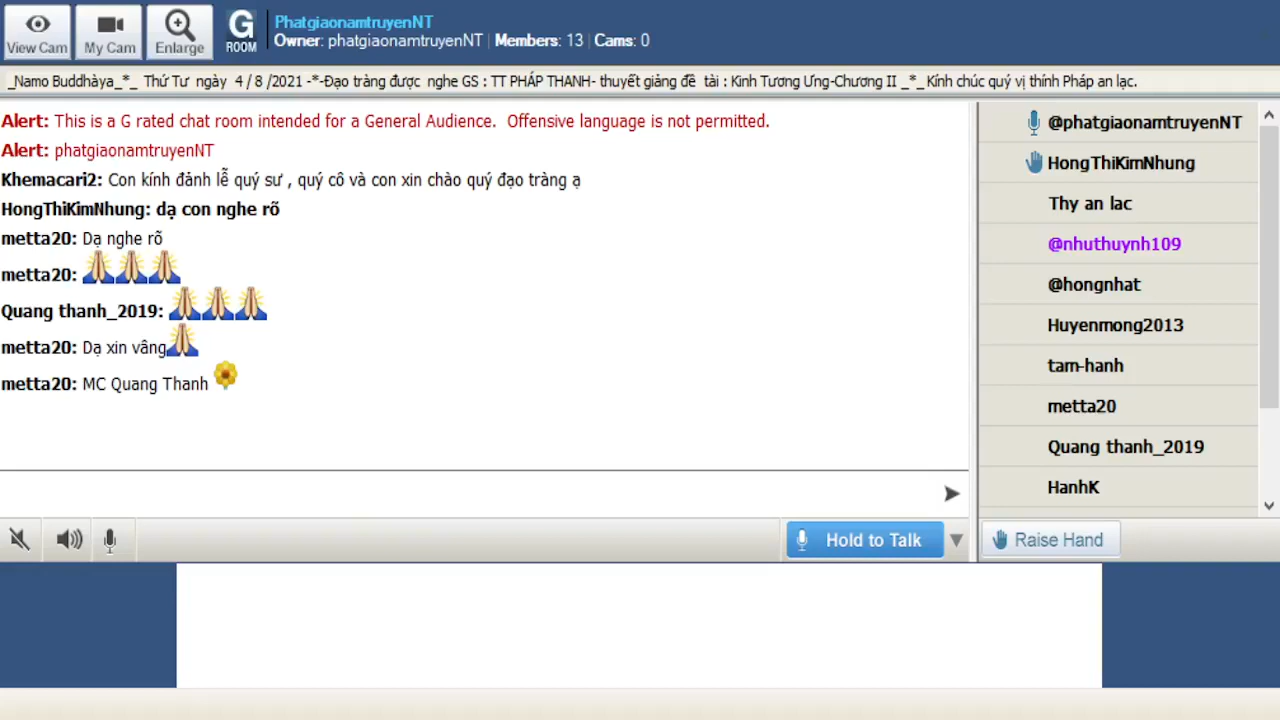 View Cam
My Cam
Enlarge
G
ROOM
PhatgiaonamtruyenNT
Owner: phatgiaonamtruyenNT | Members: 13 | Cams: 0
_Namo Buddhàya_*_ Thứ Tư ngày 4 / 8 /2021 -*-Đạo tràng được nghe GS : TT PHÁP THANH- thuyết giảng đề tài : Kinh Tương Ưng-Chương II _*_ Kính chúc quý vị thính Pháp an lạc.
Alert: This is a G rated chat room intended for a General Audience. Offensive language is not permitted.
Alert: phatgiaonamtruyenNT
Khemacari2: Con kính đảnh lễ quý sư , quý cô và con xin chào quý đạo tràng ạ
HongThiKimNhung: dạ con nghe rõ
metta20: Dạ nghe rõ
metta20:
Quang thanh_2019:
metta20: Dạ xin vâng
metta20: MC Quang Thanh
@phatgiaonamtruyenNT
HongThiKimNhung
Thy an lac
@nhuthuynh109
@hongnhat
Huyenmong2013
tam-hanh
metta20
Quang thanh_2019
HanhK
Hold to Talk
Raise Hand